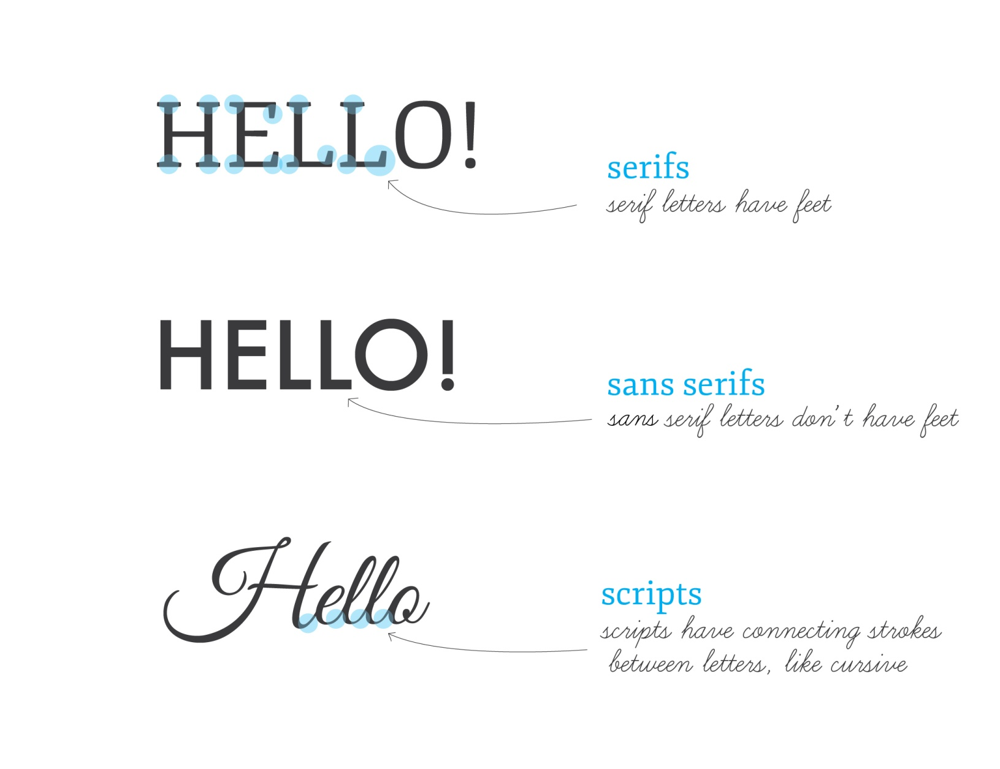 HELLO!
serifs
serif letters have feet
HELLO!
sans serifs
sans serif letters don't have feet
Hello
scripts
scripts have connecting strokes
between letters, like cursive